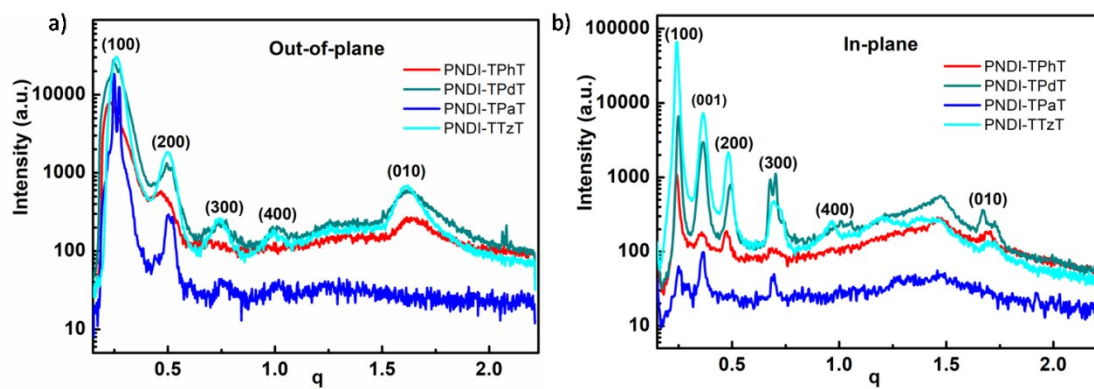 a)
Out-of-plane
(100)
(200)
(300)
(400)
(010)
PNDI-TPhT
PNDI-TPdT
PNDI-TPaT
PNDI-TTzT
Intensity (a.u.)
10000
1000
100
10
0.5 1.0 1.5 2.0
q
b)
In-plane
(100)
(001)
(200)
(300)
(400)
(010)
PNDI-TPhT
PNDI-TPdT
PNDI-TPaT
PNDI-TTzT
Intensity (a.u.)
100000
10000
1000
100
10
0.5 1.0 1.5 2.0
q